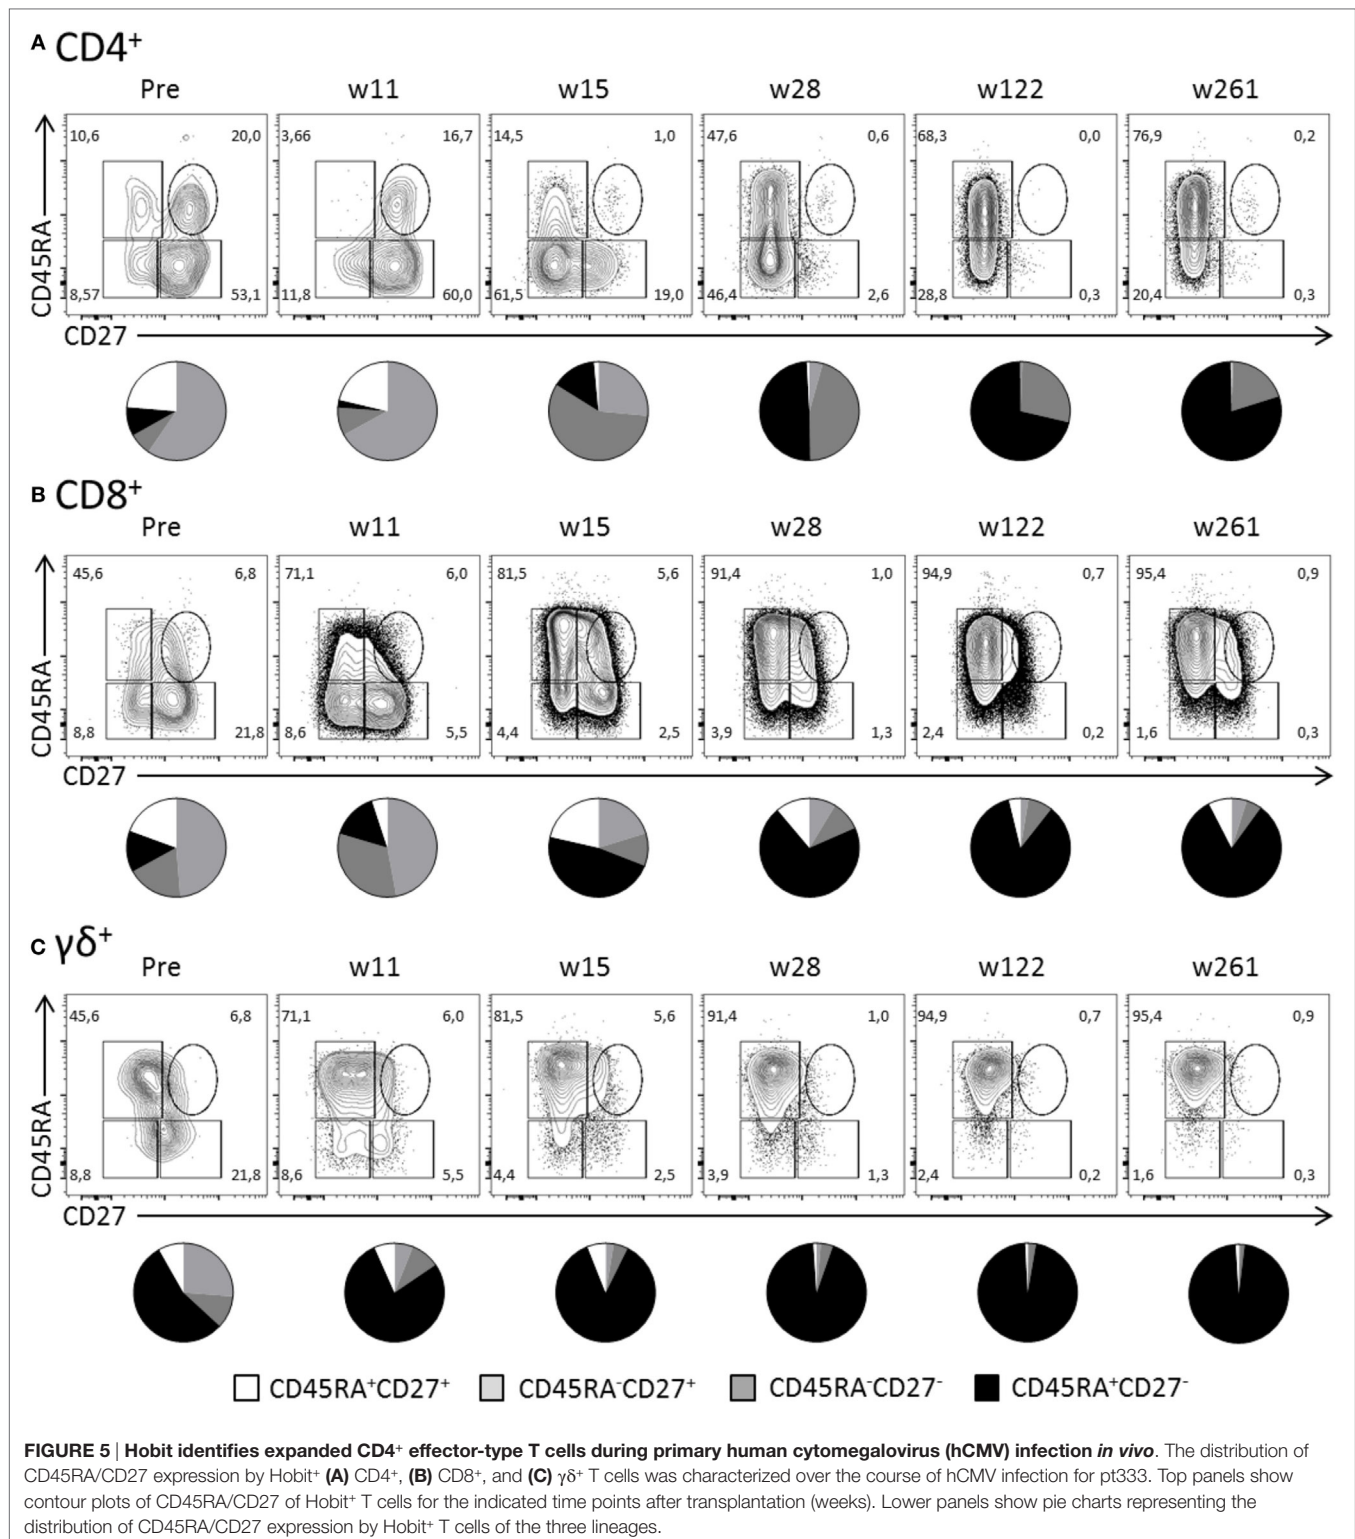 A CD4⁺
Pre w11 w15 w28 w122 w261
10,6 20,0 3,66 16,7 14,5 1,0 47,6 0,6 68,3 0,0 76,9 0,2
CD45RA
8,57 53,1 11,8 60,0 61,5 19,0 46,4 2,6 28,8 0,3 20,4 0,3
CD27
B CD8⁺
Pre w11 w15 w28 w122 w261
45,6 6,8 71,1 6,0 81,5 5,6 91,4 1,0 94,9 0,7 95,4 0,9
CD45RA
8,8 21,8 8,6 5,5 4,4 2,5 3,9 1,3 2,4 0,2 1,6 0,3
CD27
C γδ⁺
Pre w11 w15 w28 w122 w261
45,6 6,8 71,1 6,0 81,5 5,6 91,4 1,0 94,9 0,7 95,4 0,9
CD45RA
8,8 21,8 8,6 5,5 4,4 2,5 3,9 1,3 2,4 0,2 1,6 0,3
CD27
CD45RA⁺CD27⁺ CD45RA⁻CD27⁺ CD45RA⁻CD27⁻ CD45RA⁺CD27⁻
FIGURE 5 | Hobit identifies expanded CD4⁺ effector-type T cells during primary human cytomegalovirus (hCMV) infection in vivo. The distribution of
CD45RA/CD27 expression by Hobit⁺ (A) CD4⁺, (B) CD8⁺, and (C) γδ⁺ T cells was characterized over the course of hCMV infection for pt333. Top panels show
contour plots of CD45RA/CD27 of Hobit⁺ T cells for the indicated time points after transplantation (weeks). Lower panels show pie charts representing the
distribution of CD45RA/CD27 expression by Hobit⁺ T cells of the three lineages.